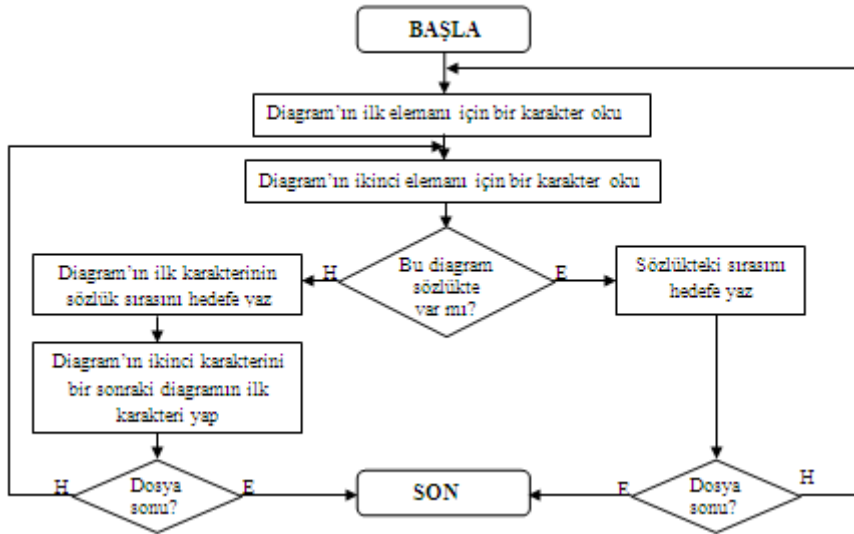 BAŞLA
Diagram'ın ilk elemanı için bir karakter oku
Diagram'ın ikinci elemanı için bir karakter oku
Bu diagram
sözlükte
var mı?
H
E
Diagram'ın ilk karakterinin
sözlük sırasını hedefe yaz
Sözlükteki sırasını
hedefe yaz
Diagram'ın ikinci karakterini
bir sonraki diagramın ilk
karakteri yap
H
Dosya
sonu?
E
SON
E
Dosya
sonu?
H